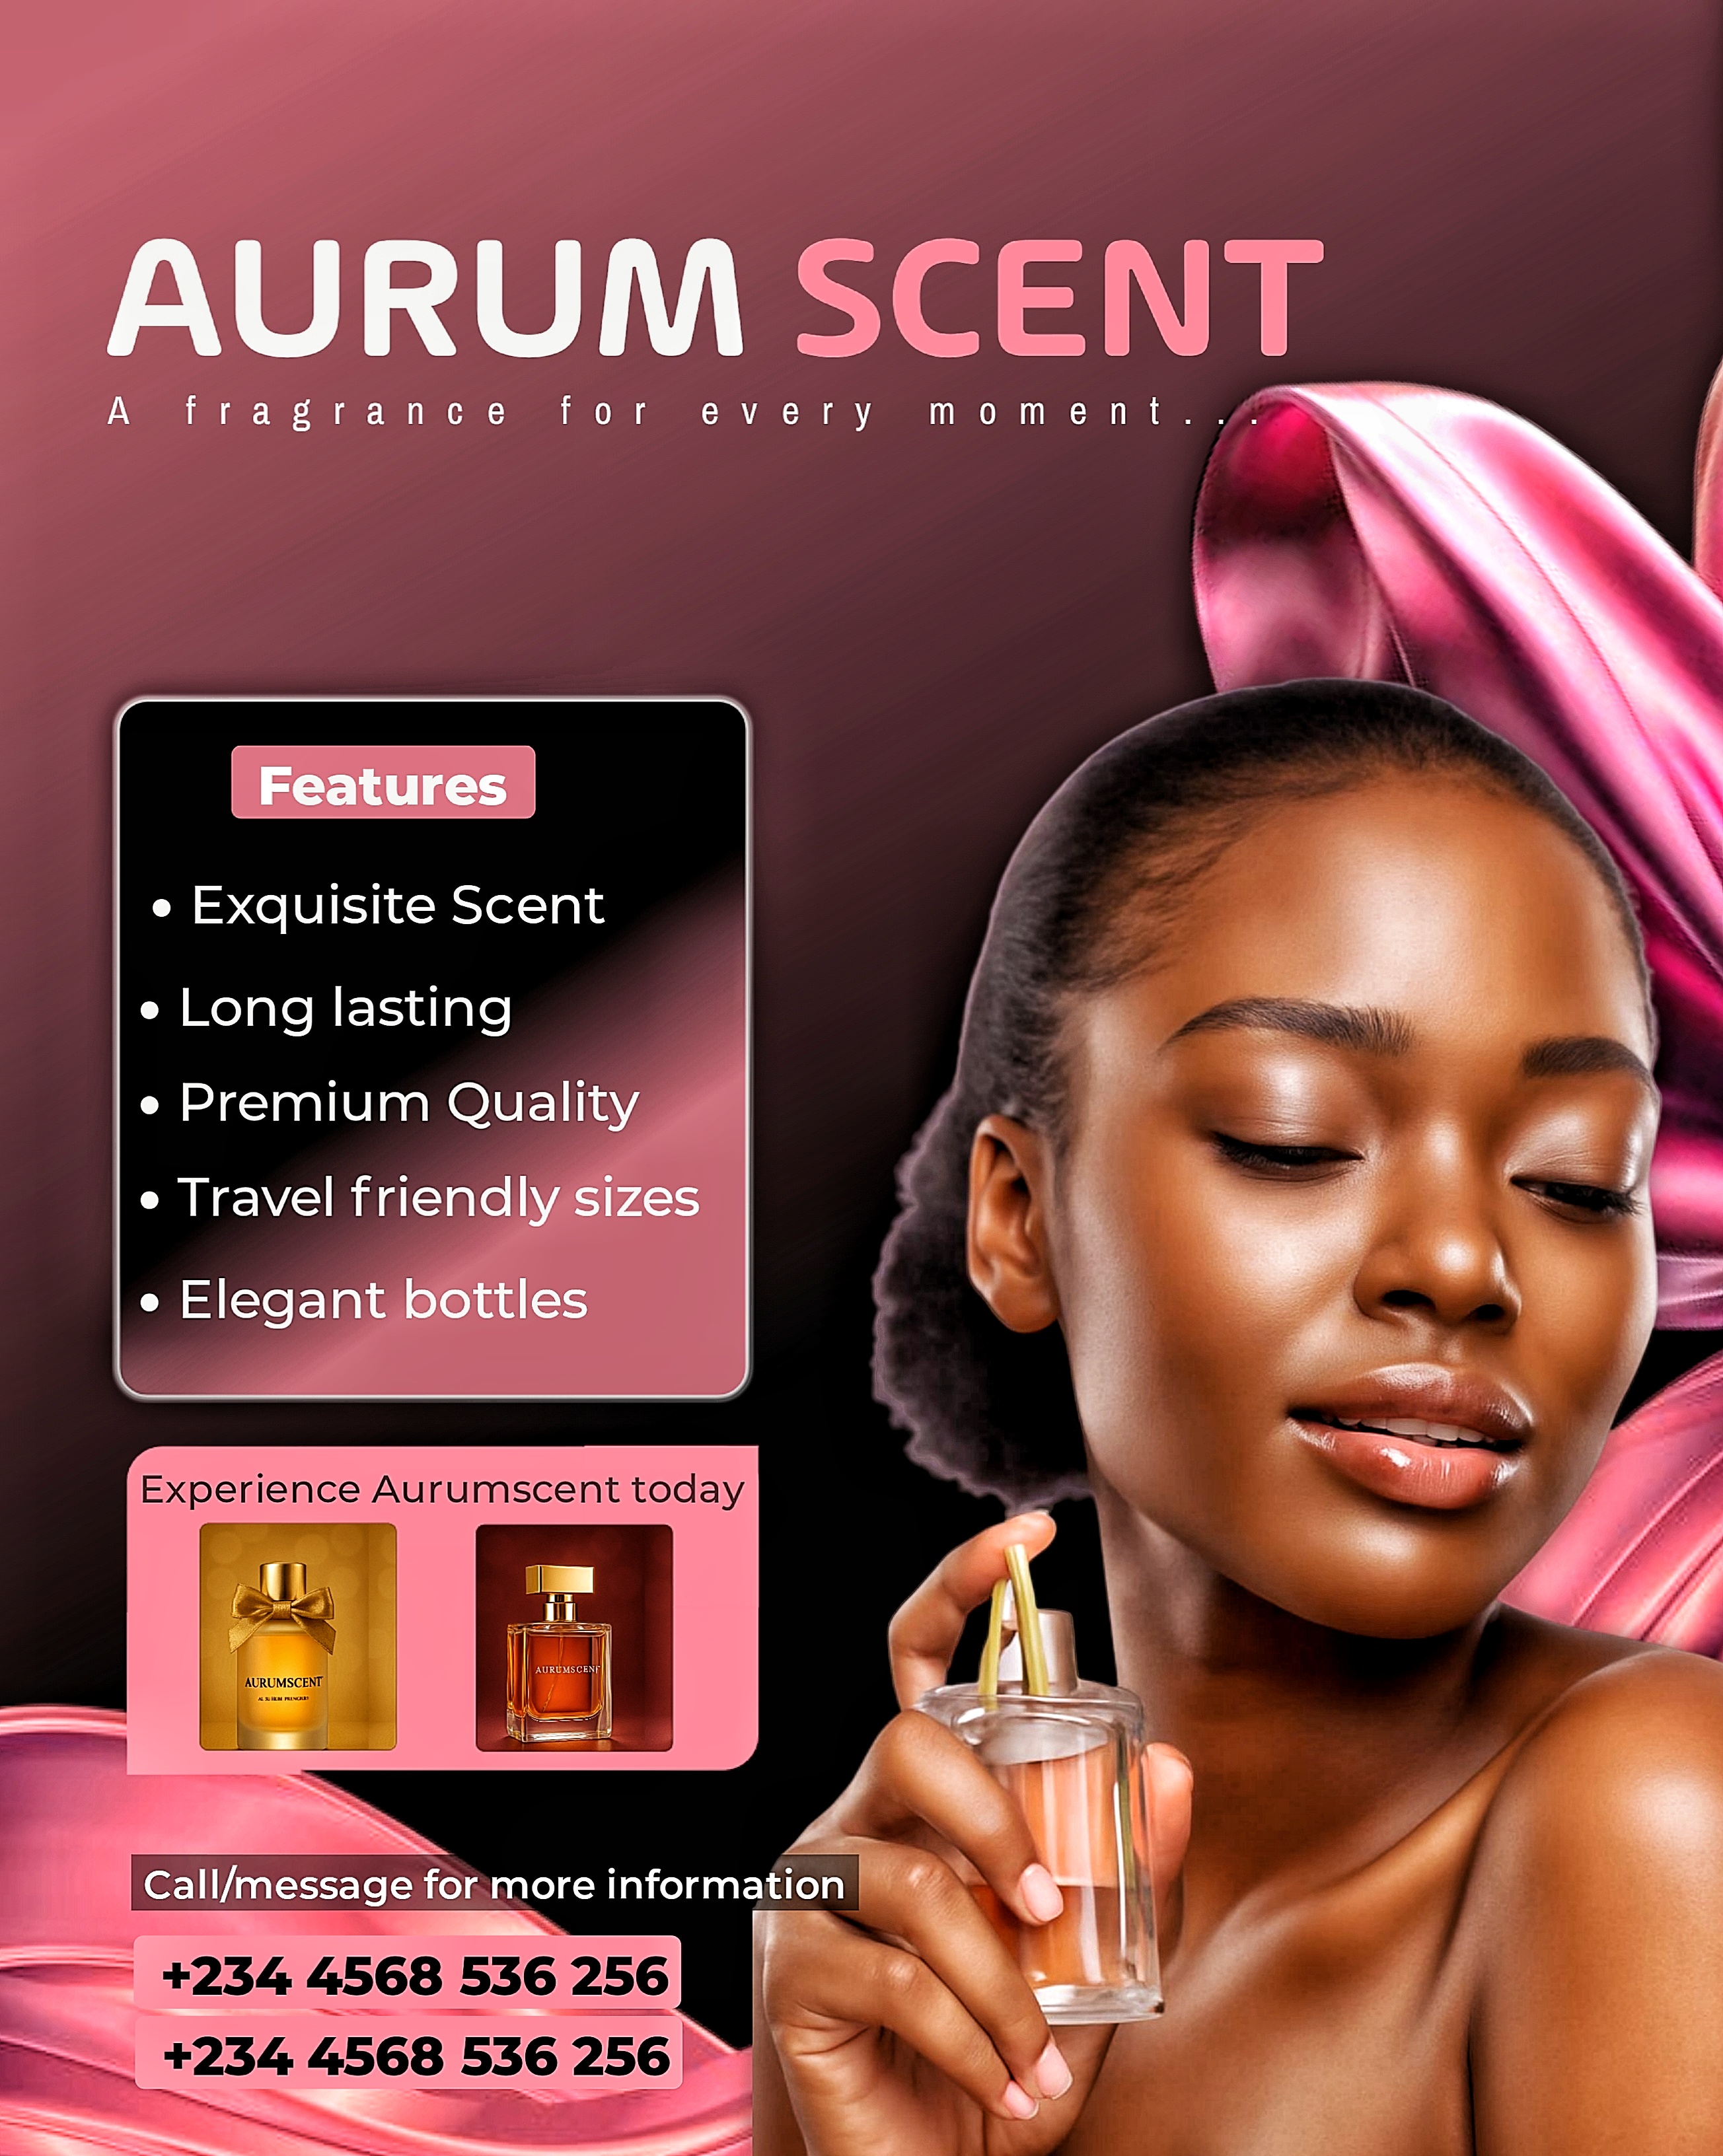 AURUM SCENT
A fragrance for every moment...
Features
• Exquisite Scent
• Long lasting
• Premium Quality
• Travel friendly sizes
• Elegant bottles
Experience Aurumscent today
AURUMSCENT
AURUMSCENT
Call/message for more information
+234 4568 536 256
+234 4568 536 256